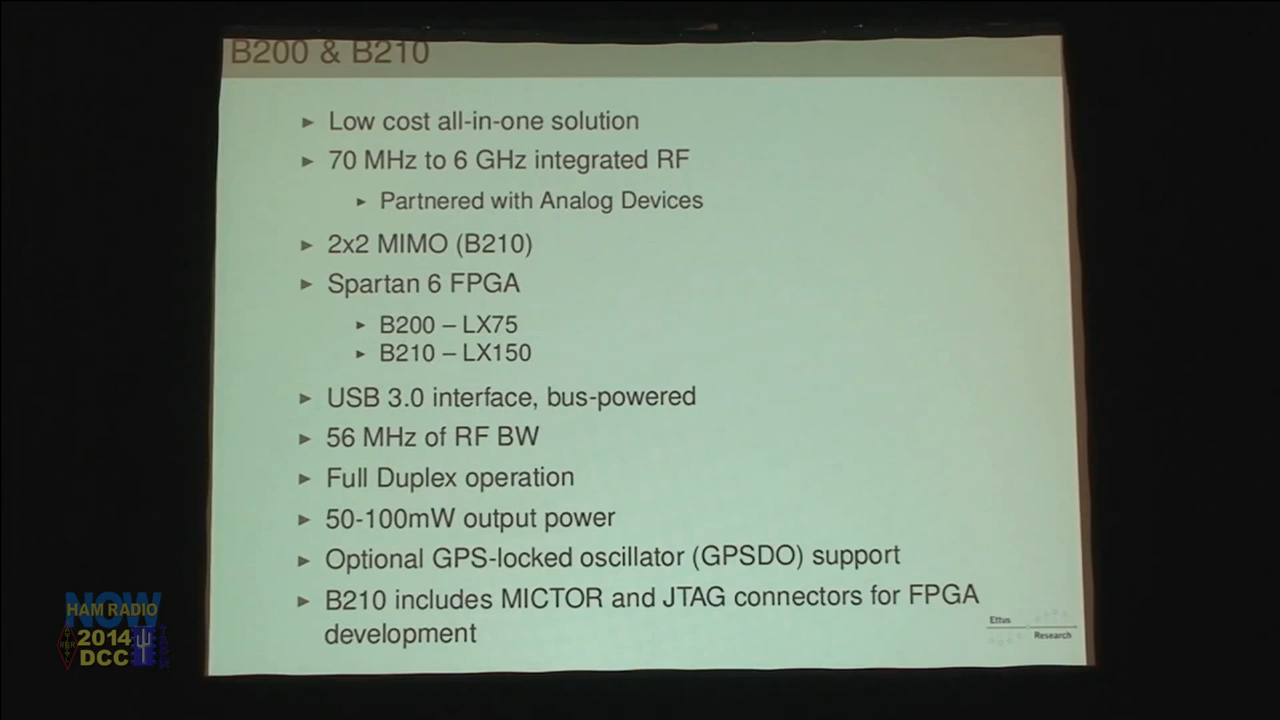 B200 & B210
Low cost all-in-one solution
70 MHz to 6 GHz integrated RF
Partnered with Analog Devices
2x2 MIMO (B210)
Spartan 6 FPGA
B200 – LX75
B210 – LX150
USB 3.0 interface, bus-powered
56 MHz of RF BW
Full Duplex operation
50-100mW output power
Optional GPS-locked oscillator (GPSDO) support
B210 includes MICTOR and JTAG connectors for FPGA
development
Ettus
Research
NOW
HAM RADIO
2014
DCC